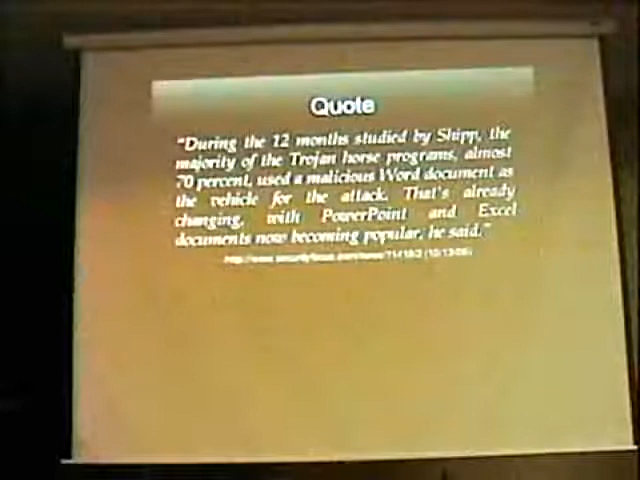 Quote
"During the 12 months studied by Shipp, the
majority of the Trojan horse programs, almost
70 percent, used a malicious Word document as
the vehicle for the attack. That's already
changing, with PowerPoint and Excel
documents now becoming popular, he said."